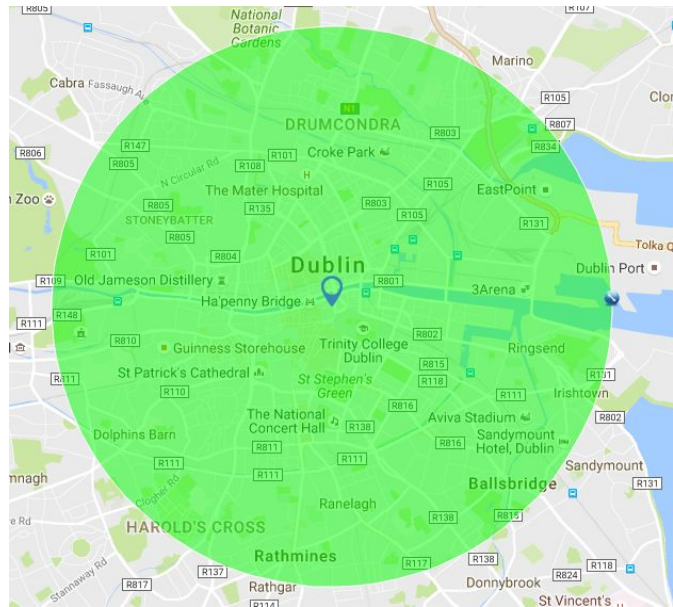 R805
National
Botanic
Gardens
R107
Marino
Cabra
Fassaugh Ave
R105
N1
DRUMCONDRA
R807
R147
R101
Croke Park
R803
R834
R806
R805
N Circular Rd
R108
The Mater Hospital
H
R105
EastPoint
Zoo
R805
R135
R803
STONEYBATTER
R105
R131
R805
R101
R804
Dublin
Tolka Q
Dublin Port
R109
Old Jameson Distillery
R801
3Arena
Ha'penny Bridge
R148
R111
R802
R810
Guinness Storehouse
Trinity College
Dublin
Ringsend
R815
St Patrick's Cathedral
R811
R110
St Stephen's
Green
R118
R111
Irishtown
R816
R802
The National
Concert Hall
Aviva Stadium
Dolphins Barn
R138
R816
Sandymount
Hotel, Dublin
R811
R111
R111
R111
Sandymount
R131
Clogher Rd
Ballsbridge
Ranelagh
HAROLD'S CROSS
R138
R815
Rathmines
R117
R138
R137
Stannaway Rd
R817
Rathgar
Donnybrook
R824
R118
R114
St Vincent's